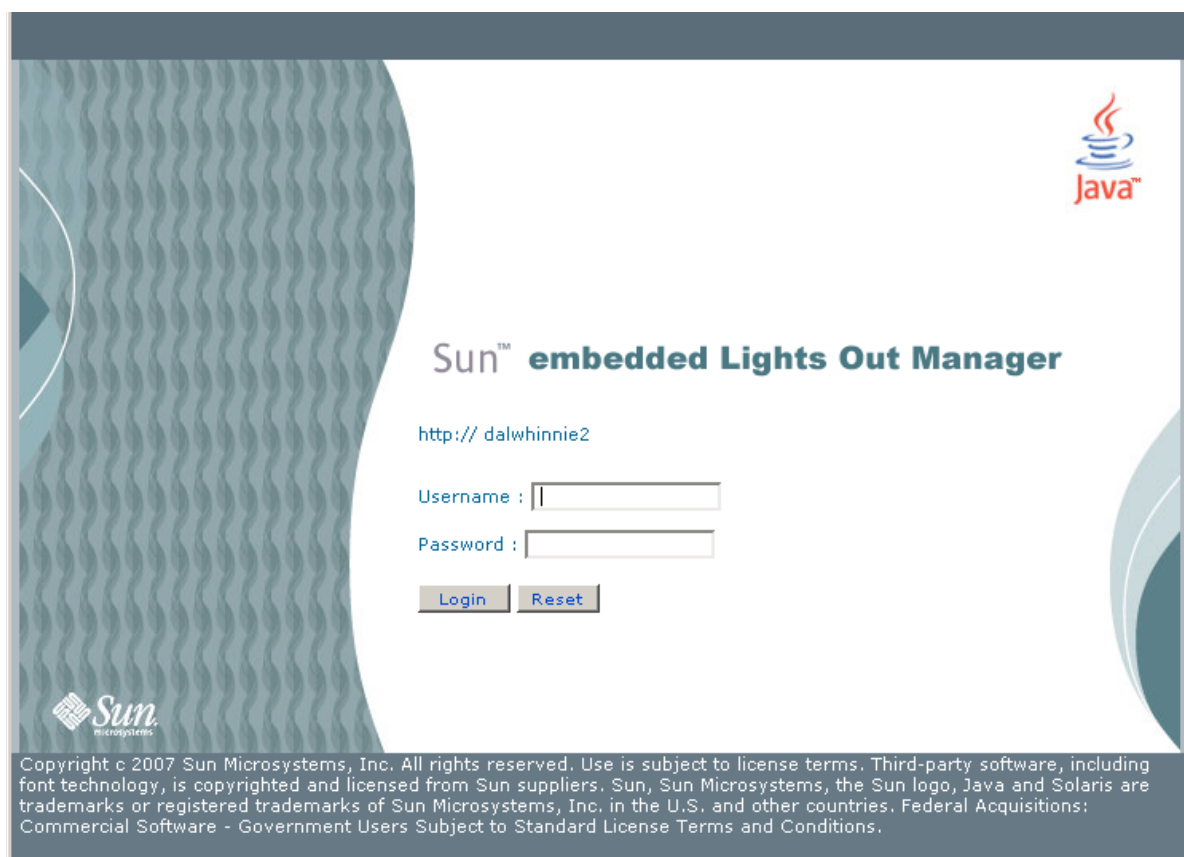 Java™
Sun™ embedded Lights Out Manager
http:// dalwhinnie2
Username :
Password :
Login Reset
Sun.
microsystems
Copyright c 2007 Sun Microsystems, Inc. All rights reserved. Use is subject to license terms. Third-party software, including
font technology, is copyrighted and licensed from Sun suppliers. Sun, Sun Microsystems, the Sun logo, Java and Solaris are
trademarks or registered trademarks of Sun Microsystems, Inc. in the U.S. and other countries. Federal Acquisitions:
Commercial Software - Government Users Subject to Standard License Terms and Conditions.